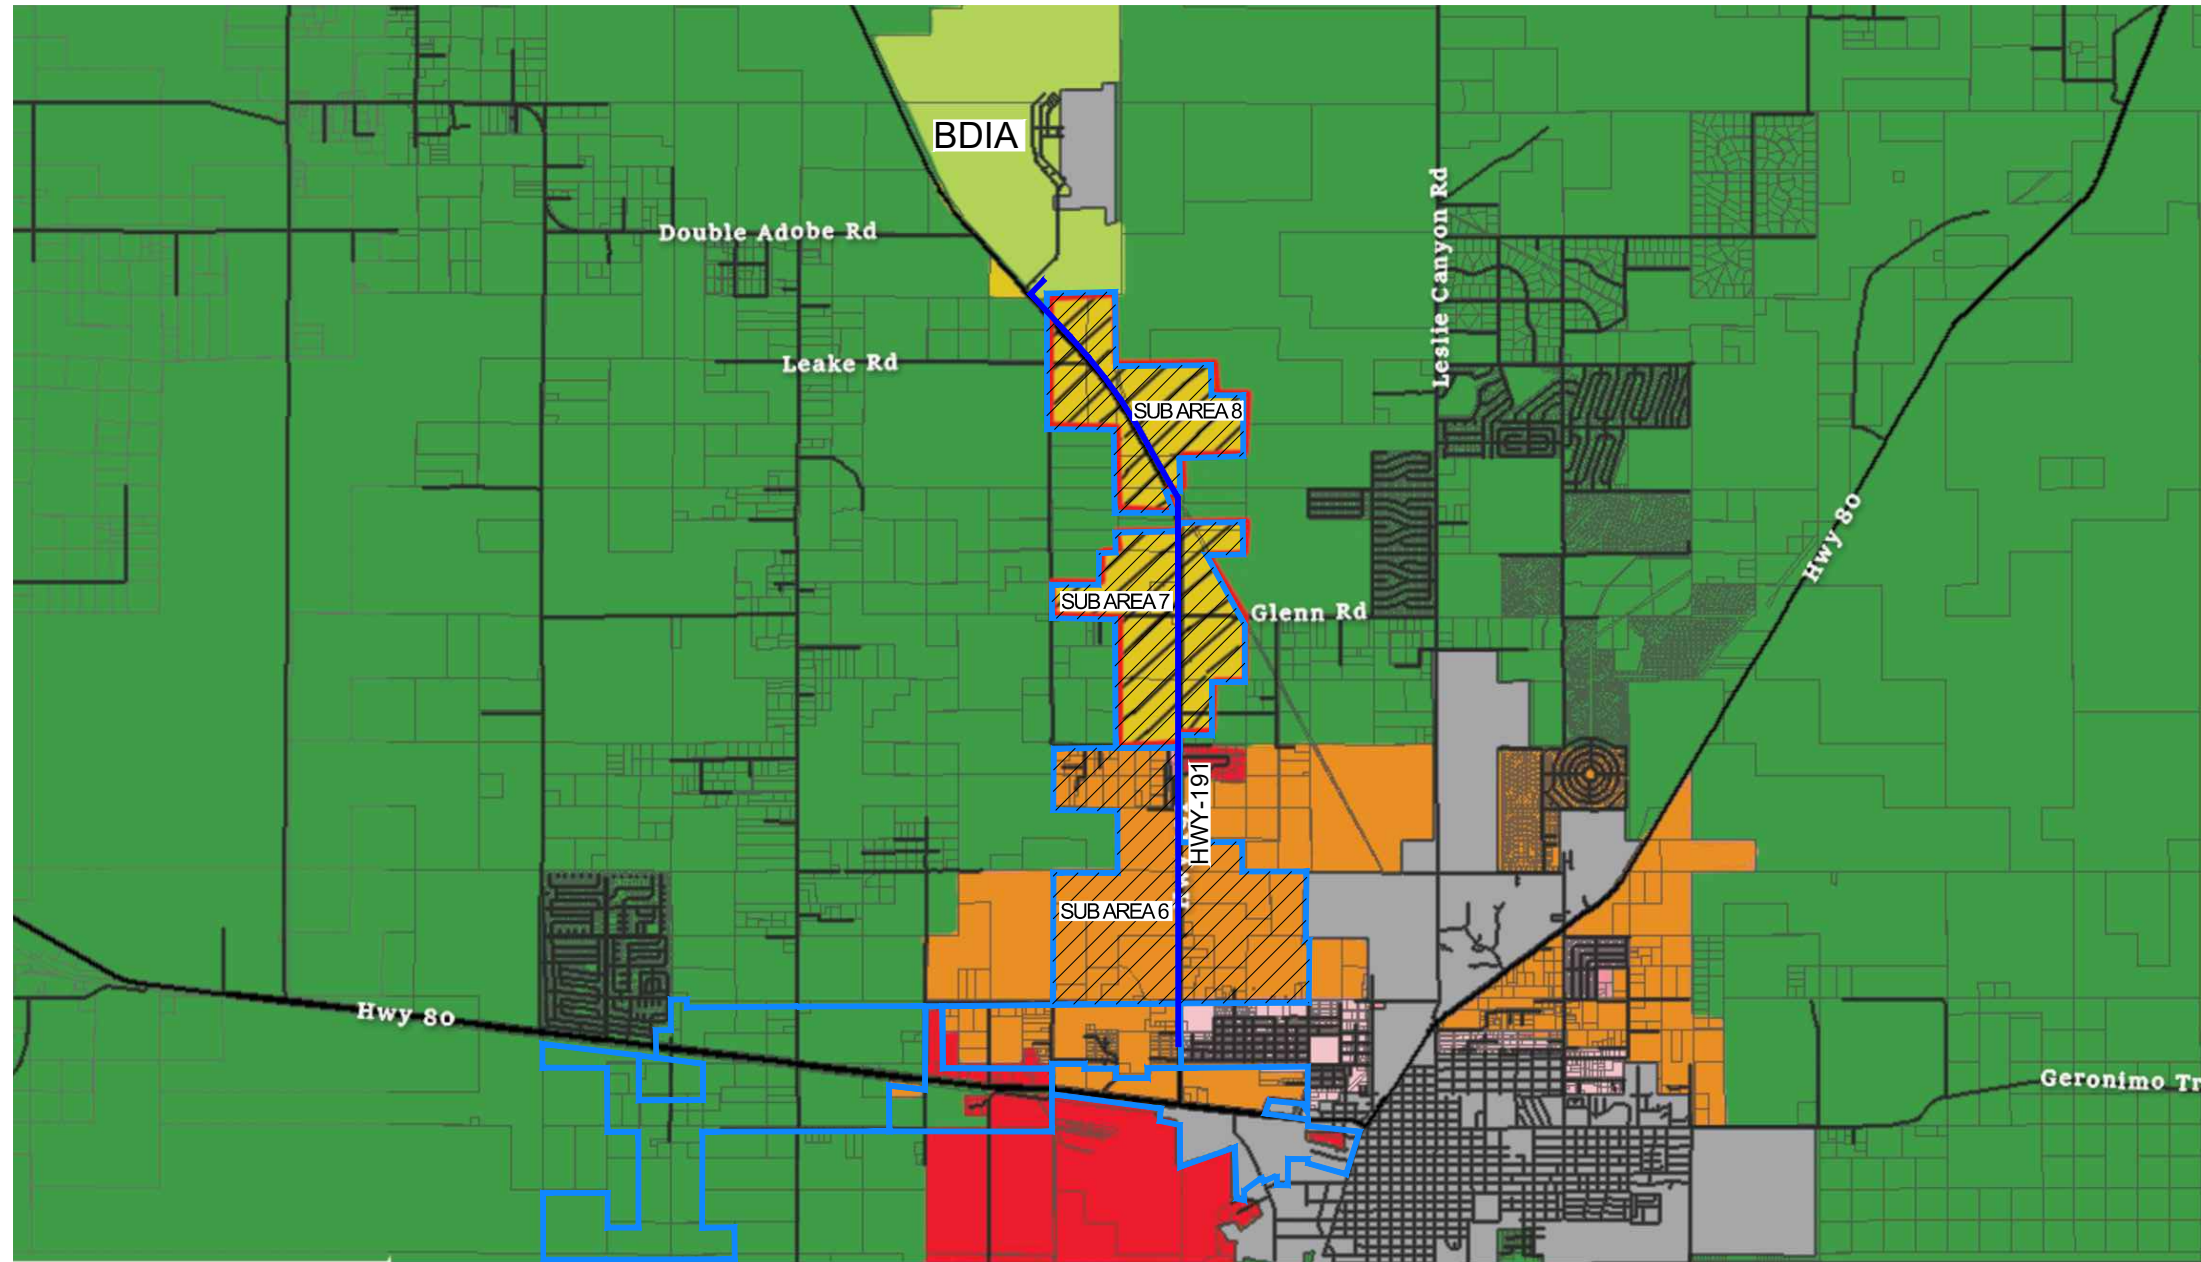 BDIA
Double Adobe Rd
Leslie Canyon Rd
Leake Rd
SUB AREA 8
Hwy 80
SUB AREA 7
Glenn Rd
HWY-191
SUB AREA 6
Hwy 80
Geronimo Tr